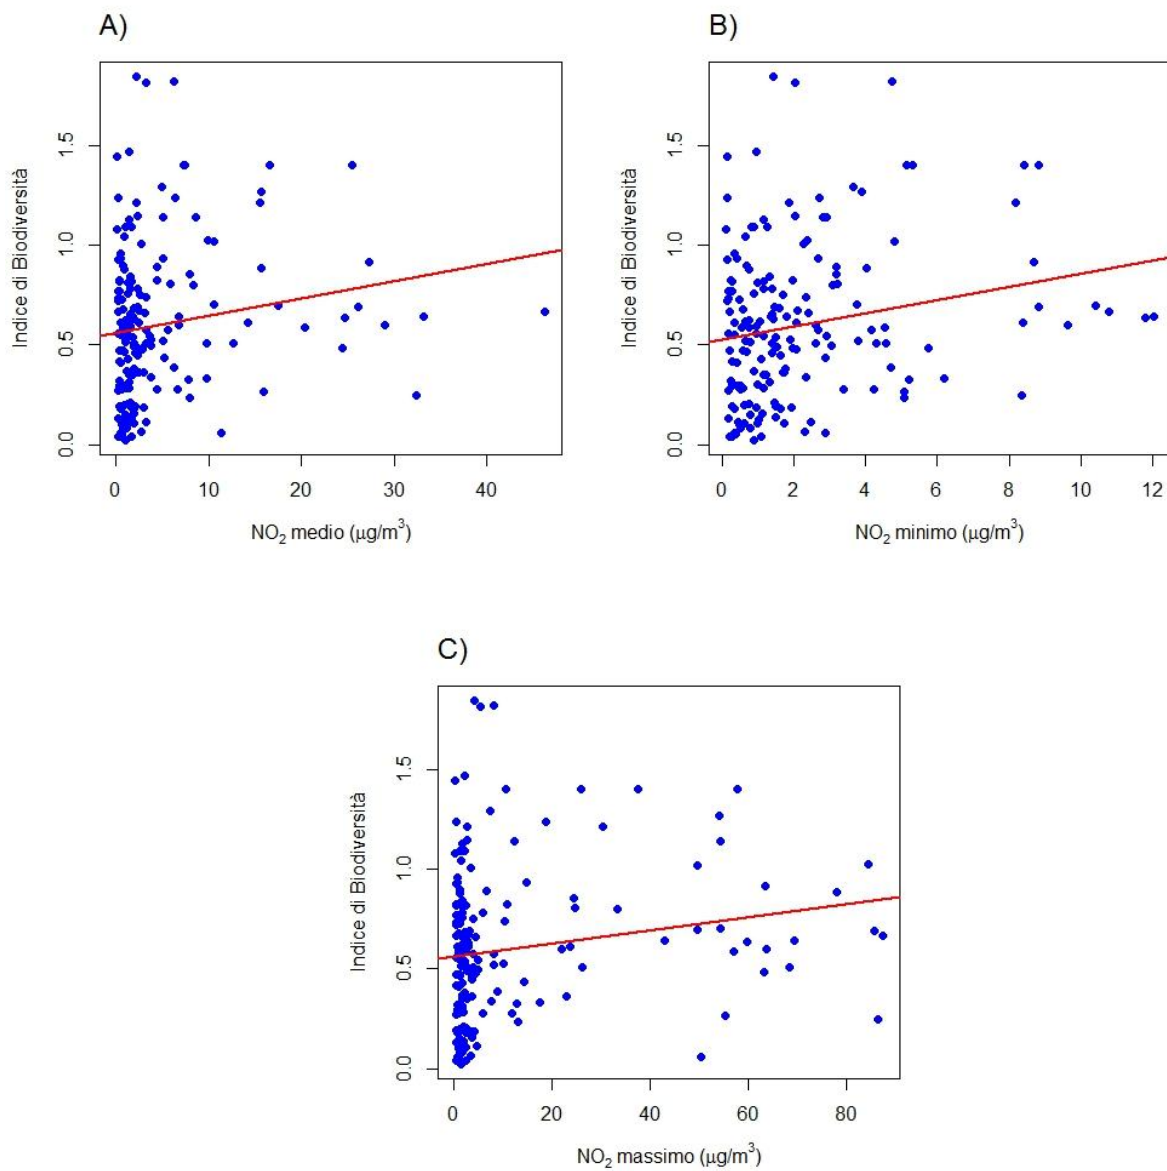 A)
Indice di Biodiversità
0.0 0.5 1.0 1.5
0 10 20 30 40
NO₂ medio (μg/m³)
B)
Indice di Biodiversità
0.0 0.5 1.0 1.5
0 2 4 6 8 10 12
NO₂ minimo (μg/m³)
C)
Indice di Biodiversità
0.0 0.5 1.0 1.5
0 20 40 60 80
NO₂ massimo (μg/m³)